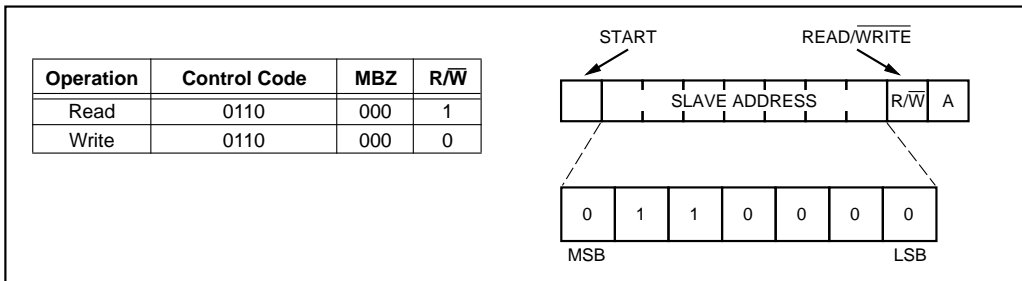 Operation Control Code MBZ R/W̅
Read 0110 000 1
Write 0110 000 0
START READ/W̅R̅I̅T̅E̅
SLAVE ADDRESS R/W̅ A
0 1 1 0 0 0 0
MSB LSB